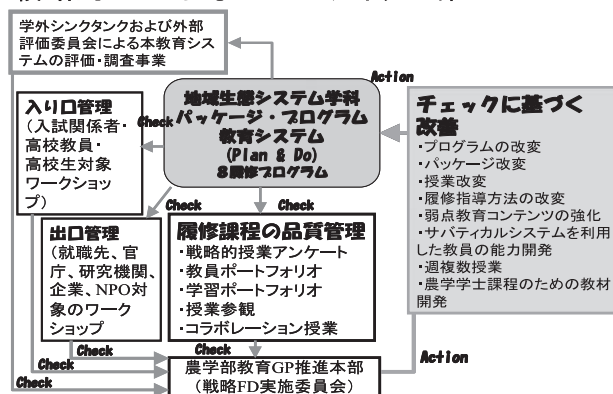 学外シンクタンクおよび外部
評価委員会による本教育シス
テムの評価・調査事業
Action
地域生態システム学科
パッケージ・プログラム
教育システム
(Plan & Do)
8履修プログラム
Check
入り口管理
（入試関係者・
高校教員・
高校生対象
ワークショッ
プ）
チェックに基づく
改善
・プログラムの改変
・パッケージ改変
・授業改変
・履修指導方法の改変
・弱点教育コンテンツの強化
・サバティカルシステムを利用
した教員の能力開発
・週複数授業
・農学学士課程のための教材
開発
Check
Check
出口管理
（就職先、官
庁、研究機関、
企業、NPO対
象のワーク
ショップ）
履修課程の品質管理
・戦略的授業アンケート
・教員ポートフォリオ
・学習ポートフォリオ
・授業参観
・コラボレーション授業
Check
Check
Check
Check
農学部教育GP推進本部
（戦略FD実施委員会）
Action